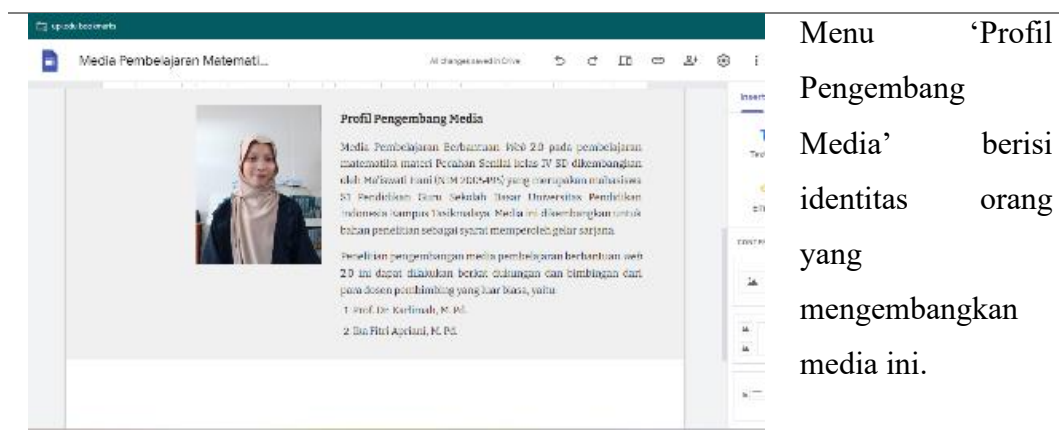 Media Pembelajaran Matemati...
All changes saved in Drive
Insert
Profil Pengembang Media
Media Pembelajaran Berbantuan Web 2.0 pada pembelajaran
matematika materi Pecahan Senilai kelas IV SD dikembangkan
oleh Ma'iswati Hani (NIM 2005495) yang merupakan mahasiswa
S1 Pendidikan Guru Sekolah Dasar Universitas Pendidikan
Indonesia Kampus Tasikmalaya. Media ini dikembangkan untuk
bahan penelitian sebagai syarat memperoleh gelar sarjana.
Penelitian pengembangan media pembelajaran berbantuan web
2.0 ini dapat dilakukan berkat dukungan dan bimbingan dari
para dosen pembimbing yang luar biasa, yaitu:
1. Prof. Dr. Karlimah, M. Pd.
2. Ika Fitri Apriani, M. Pd.
Menu ‘Profil
Pengembang
Media’ berisi
identitas orang
yang
mengembangkan
media ini.